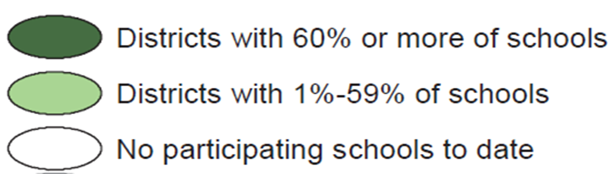 Districts with 60% or more of schools
Districts with 1%-59% of schools
No participating schools to date